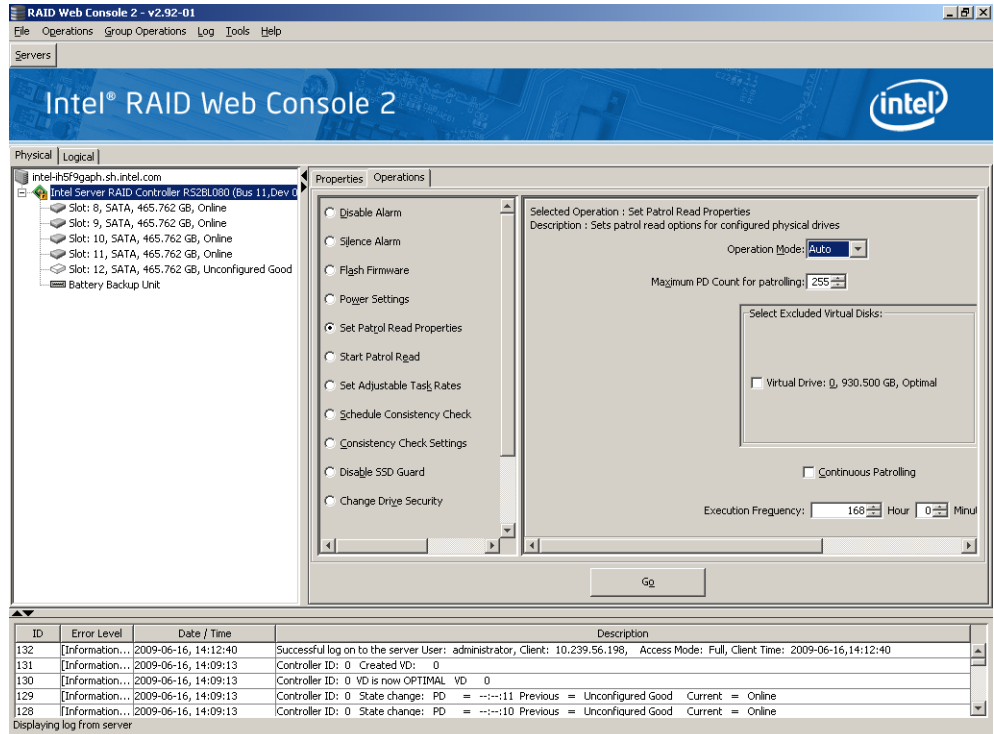 RAID Web Console 2 - v2.92-01
File Operations Group Operations Log Tools Help
Servers
Intel® RAID Web Console 2
intel
Physical Logical
intel-ih5f9gaph.sh.intel.com
Intel Server RAID Controller RS2BL080 (Bus 11,Dev 0
Slot: 8, SATA, 465.762 GB, Online
Slot: 9, SATA, 465.762 GB, Online
Slot: 10, SATA, 465.762 GB, Online
Slot: 11, SATA, 465.762 GB, Online
Slot: 12, SATA, 465.762 GB, Unconfigured Good
Battery Backup Unit
Properties Operations
Disable Alarm
Silence Alarm
Flash Firmware
Power Settings
Set Patrol Read Properties
Start Patrol Read
Set Adjustable Task Rates
Schedule Consistency Check
Consistency Check Settings
Disable SSD Guard
Change Drive Security
Selected Operation : Set Patrol Read Properties
Description : Sets patrol read options for configured physical drives
Operation Mode: Auto
Maximum PD Count for patrolling: 255
Select Excluded Virtual Disks:
Virtual Drive: 0, 930.500 GB, Optimal
Continuous Patrolling
Execution Frequency: 168 Hour 0 Minu
Go
ID Error Level Date / Time Description
132 [Information... 2009-06-16, 14:12:40 Successful log on to the server User: administrator, Client: 10.239.56.198, Access Mode: Full, Client Time: 2009-06-16,14:12:40
131 [Information... 2009-06-16, 14:09:13 Controller ID: 0 Created VD: 0
130 [Information... 2009-06-16, 14:09:13 Controller ID: 0 VD is now OPTIMAL VD 0
129 [Information... 2009-06-16, 14:09:13 Controller ID: 0 State change: PD = --:--:11 Previous = Unconfigured Good Current = Online
128 [Information... 2009-06-16, 14:09:13 Controller ID: 0 State change: PD = --:--:10 Previous = Unconfigured Good Current = Online
Displaying log from server